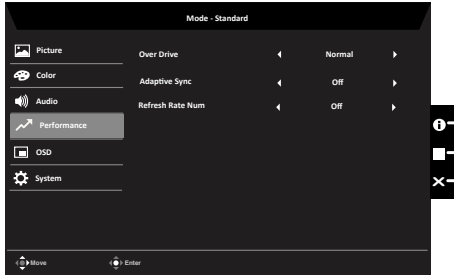 Mode - Standard
Picture
Over Drive Normal
Color
Adaptive Sync Off
Audio
Refresh Rate Num Off
Performance
OSD
System
Move Enter